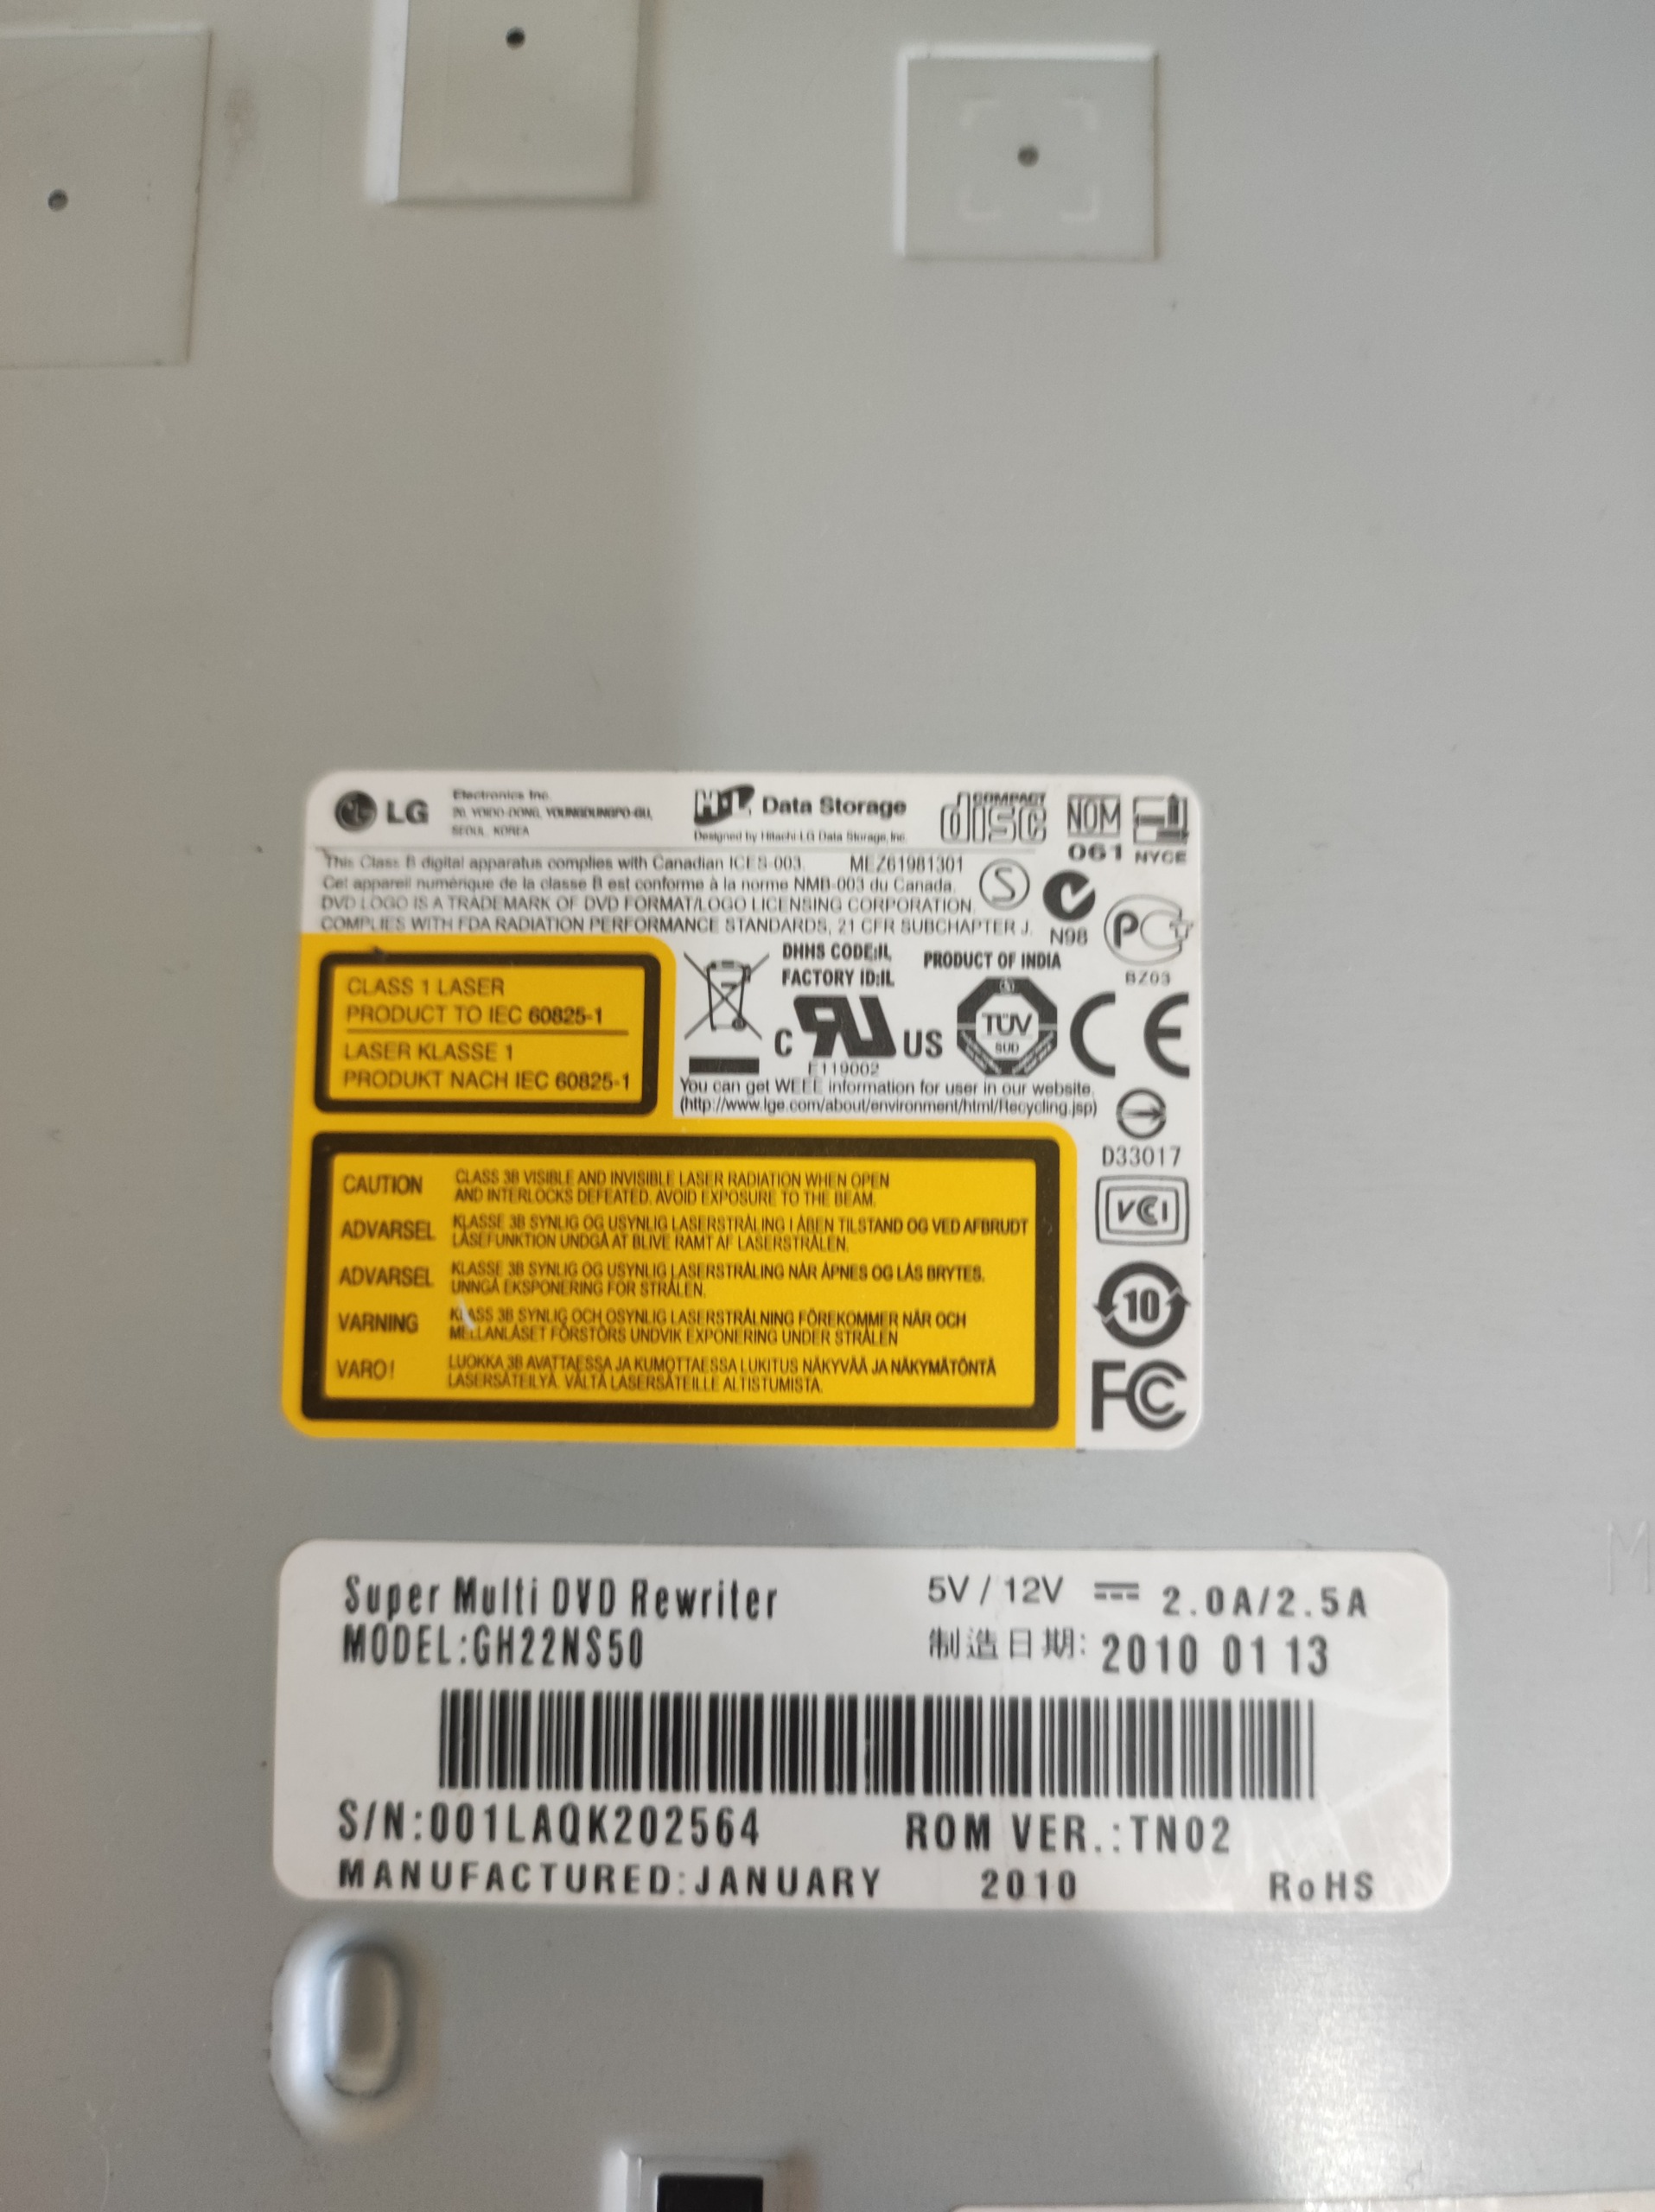 LG
Electronics Inc.
20, YOIDO-DONG, YOUNGDUNGPO-GU,
SEOUL, KOREA
HL Data Storage
Designed by Hitachi-LG Data Storage, Inc.
COMPACT
disc
NOM
061
NYCE
This Class B digital apparatus complies with Canadian ICES-003. MEZ61981301
Cet appareil numérique de la classe B est conforme à la norme NMB-003 du Canada.
DVD LOGO IS A TRADEMARK OF DVD FORMAT/LOGO LICENSING CORPORATION.
COMPLIES WITH FDA RADIATION PERFORMANCE STANDARDS, 21 CFR SUBCHAPTER J.
S
N98
BZ03
CLASS 1 LASER
PRODUCT TO IEC 60825-1
LASER KLASSE 1
PRODUKT NACH IEC 60825-1
DHHS CODE:IL
FACTORY ID:IL
PRODUCT OF INDIA
C RU US
E119002
TÜV
SUD
CE
You can get WEEE information for user in our website.
(http://www.lge.com/about/environment/html/Recycling.jsp)
D33017
VCI
10
FC
CAUTION CLASS 3B VISIBLE AND INVISIBLE LASER RADIATION WHEN OPEN
AND INTERLOCKS DEFEATED. AVOID EXPOSURE TO THE BEAM.
ADVARSEL KLASSE 3B SYNLIG OG USYNLIG LASERSTRÅLING I ÅBEN TILSTAND OG VED AFBRUDT
LÅSEFUNKTION UNDGÅ AT BLIVE RAMT AF LASERSTRÅLEN.
ADVARSEL KLASSE 3B SYNLIG OG USYNLIG LASERSTRÅLING NÅR ÅPNES OG LÅS BRYTES.
UNNGÅ EKSPONERING FOR STRÅLEN.
VARNING KLASS 3B SYNLIG OCH OSYNLIG LASERSTRÅLNING FÖREKOMMER NÄR OCH
MELLANLÅSET FÖRSTÖRS UNDVIK EXPONERING UNDER STRÅLEN
VARO! LUOKKA 3B AVATTAESSA JA KUMOTTAESSA LUKITUS NÄKYVÄÄ JA NÄKYMÄTÖNTÄ
LASERSÄTEILYÄ. VÄLTÄ LASERSÄTEILLE ALTISTUMISTA.
Super Multi DVD Rewriter
5V / 12V 2.0A/2.5A
MODEL:GH22NS50
制造日期: 2010 01 13
S/N:001LAQK202564
ROM VER.:TN02
MANUFACTURED:JANUARY 2010 RoHS